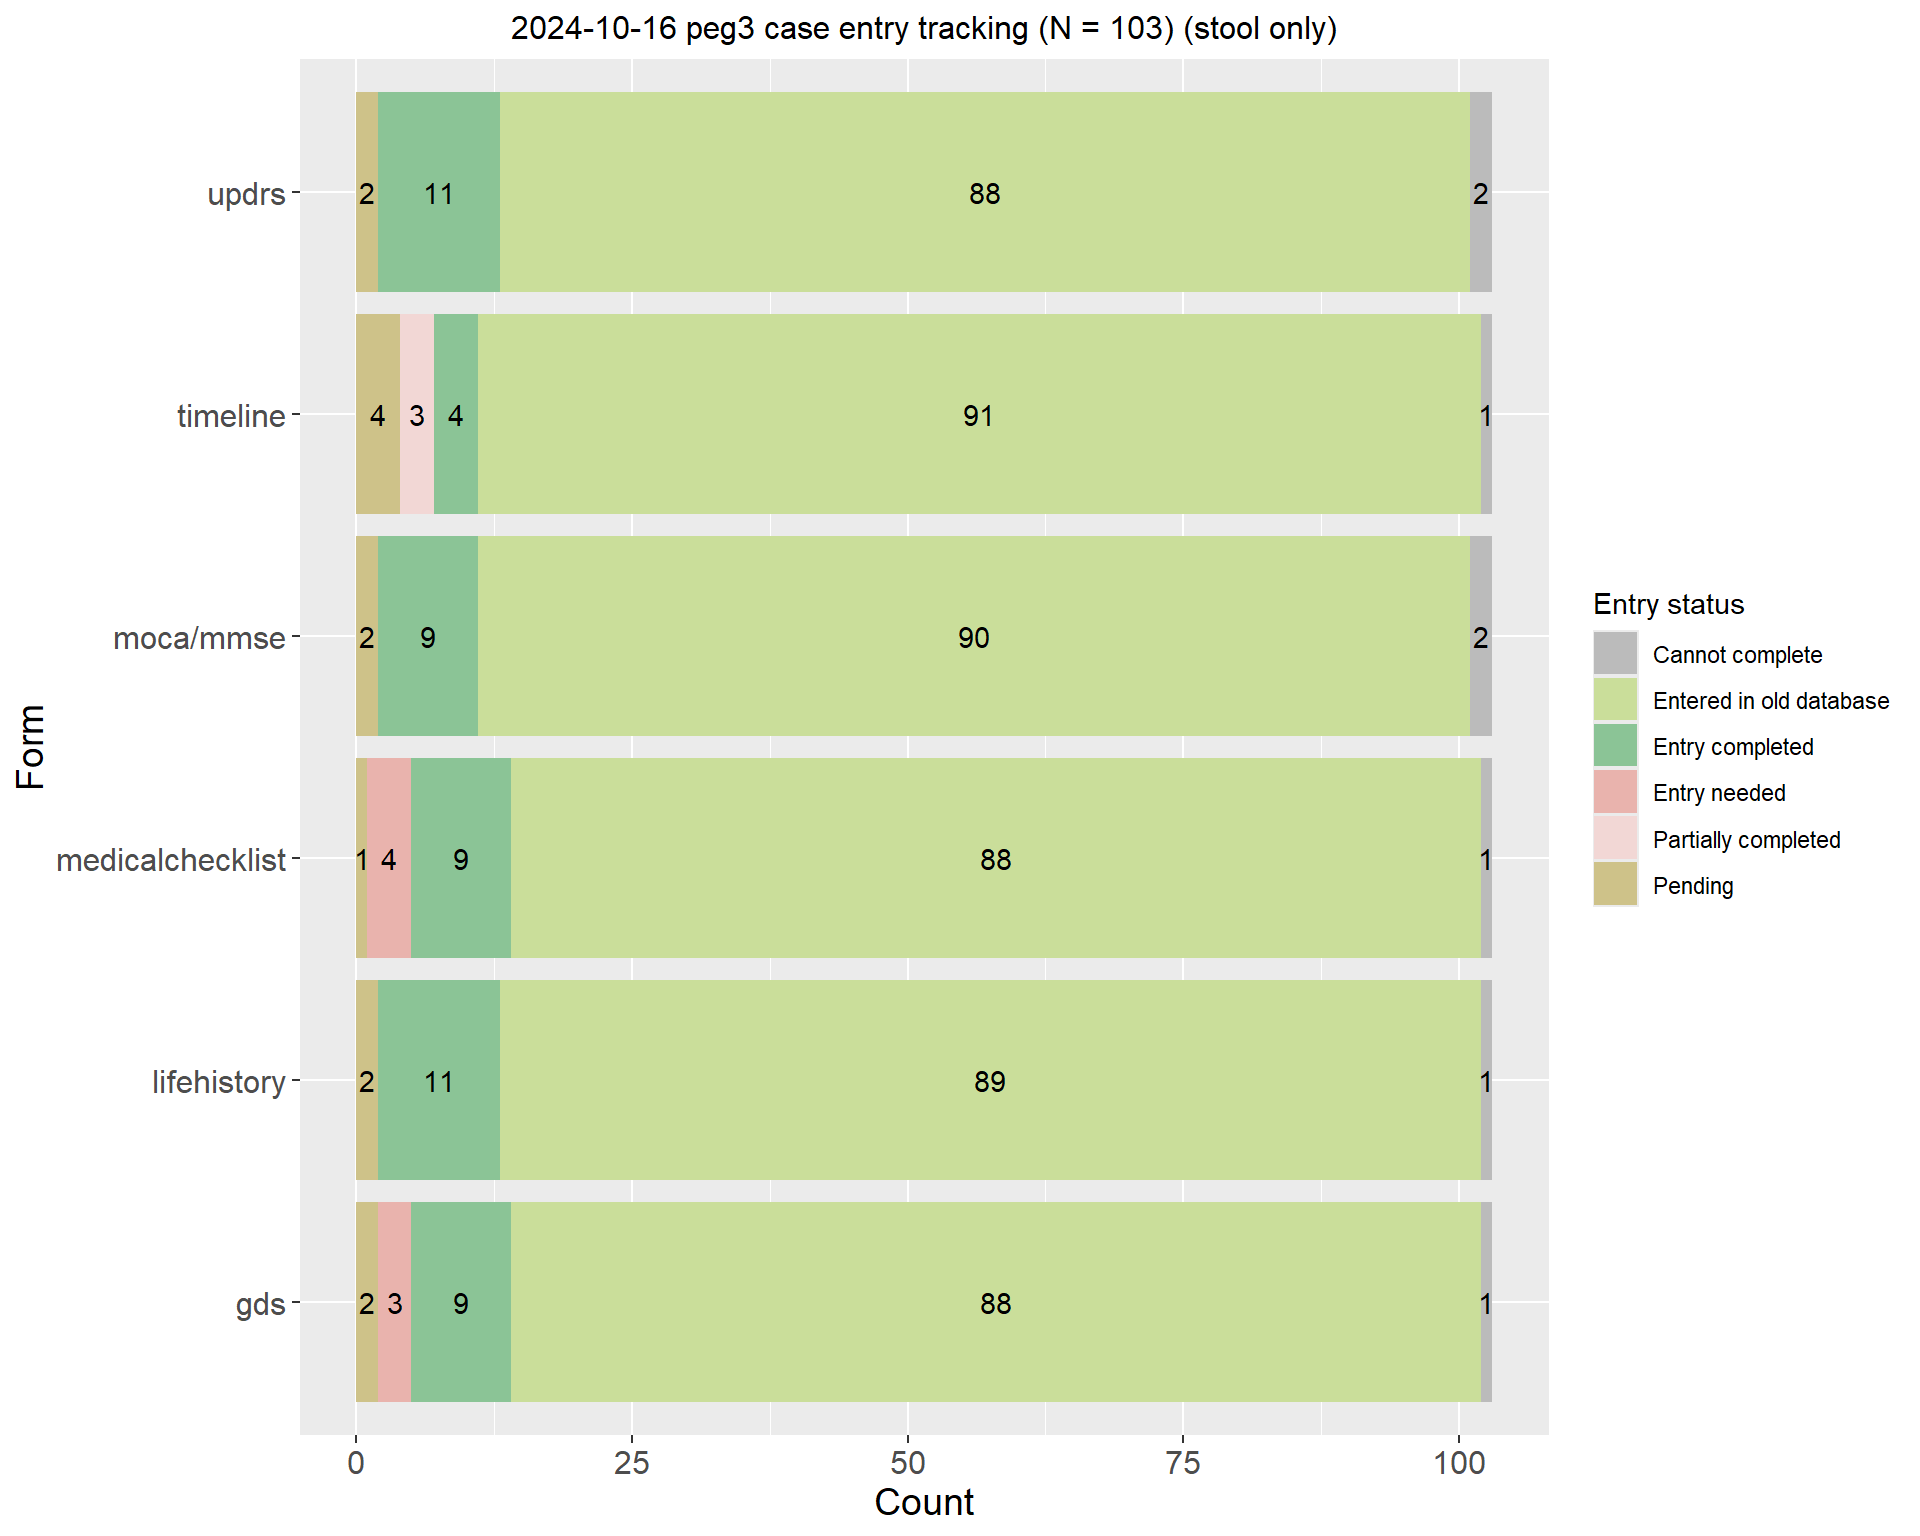 2024-10-16 peg3 case entry tracking (N = 103) (stool only)
Form
updrs
2 11 88 2
timeline
4 3 4 91 1
moca/mmse
2 9 90 2
medicalchecklist
1 4 9 88 1
lifehistory
2 11 89 1
gds
2 3 9 88 1
0 25 50 75 100
Count
Entry status
Cannot complete
Entered in old database
Entry completed
Entry needed
Partially completed
Pending